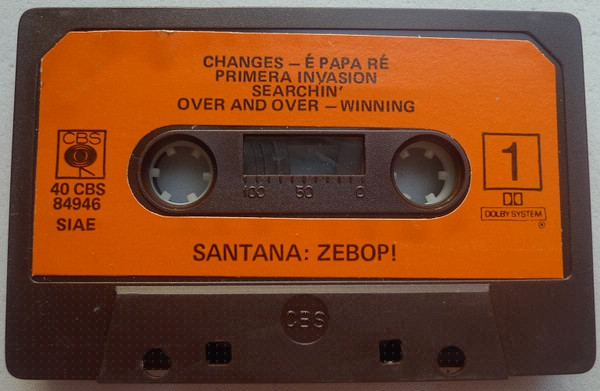 CHANGES – É PAPA RÉ
PRIMERA INVASION
SEARCHIN'
OVER AND OVER – WINNING
CBS
40 CBS
84946
SIAE
100 50 0
1
DOLBY SYSTEM
®
SANTANA: ZEBOP!
CBS